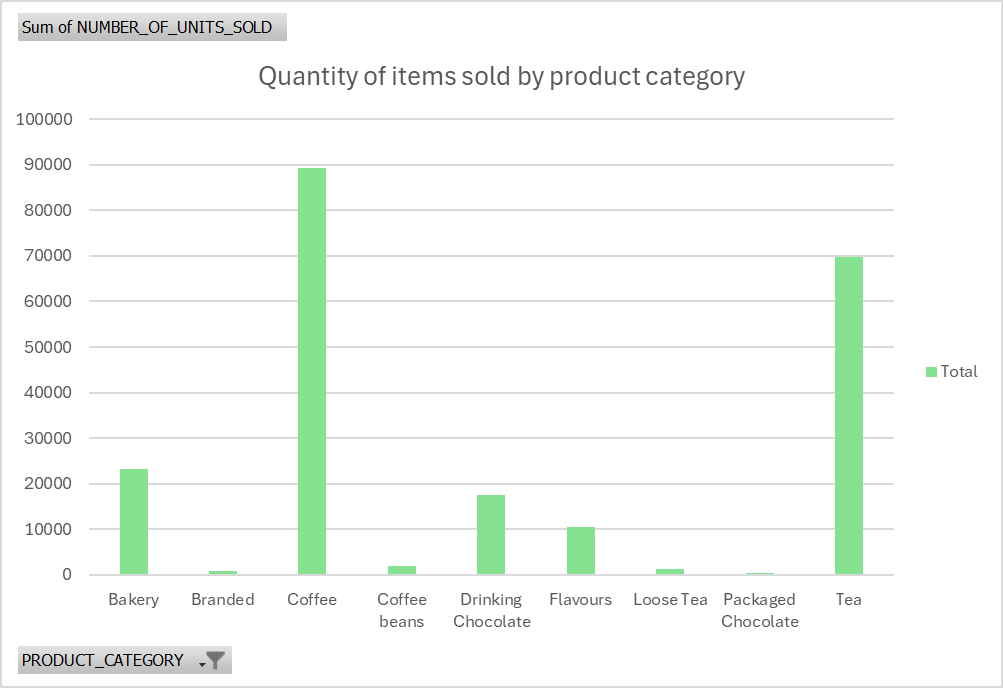 Sum of NUMBER_OF_UNITS_SOLD
Quantity of items sold by product category
100000
90000
80000
70000
60000
50000
40000
30000
20000
10000
0
Total
Bakery Branded Coffee Coffee beans Drinking Chocolate Flavours Loose Tea Packaged Chocolate Tea
PRODUCT_CATEGORY